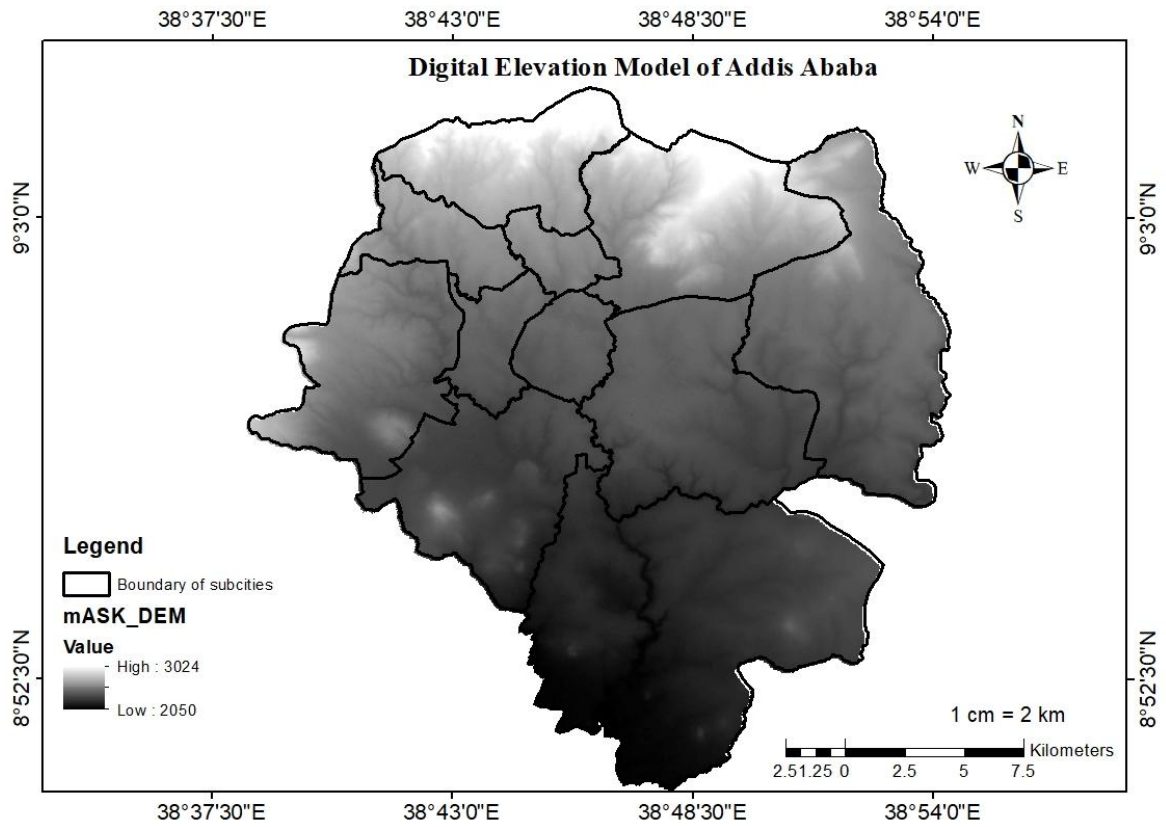 38°37'30"E 38°43'0"E 38°48'30"E 38°54'0"E
Digital Elevation Model of Addis Ababa
N
W E
S
9°3'0"N
9°3'0"N
Legend
Boundary of subcities
mASK_DEM
Value
High : 3024
Low : 2050
8°52'30"N
8°52'30"N
1 cm = 2 km
Kilometers
2.51.25 0 2.5 5 7.5
38°37'30"E 38°43'0"E 38°48'30"E 38°54'0"E